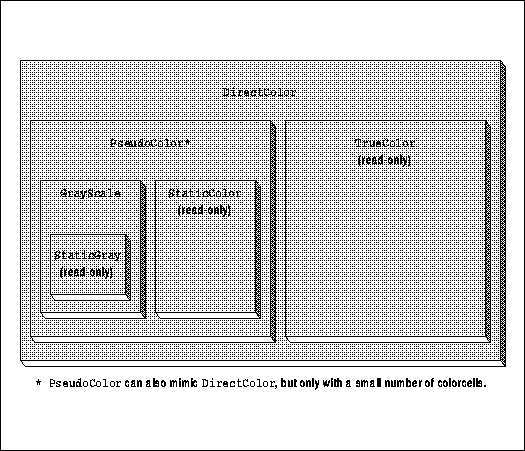 DirectColor
PseudoColor*
TrueColor
(read-only)
GrayScale
StaticColor
(read-only)
StaticGray
(read-only)
* PseudoColor can also mimic DirectColor, but only with a small number of colorcells.